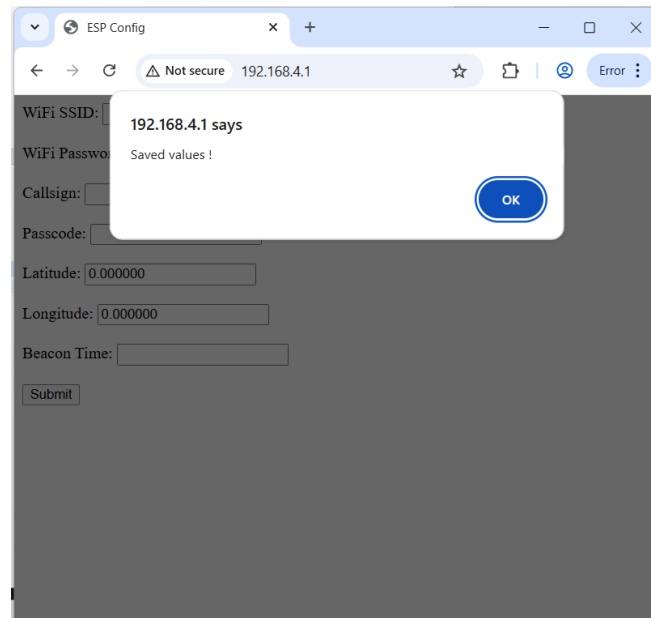 ESP Config
Not secure 192.168.4.1 Error
192.168.4.1 says
Saved values !
OK
WiFi SSID:
WiFi
Callsign:
Passcode:
Latitude: 0.000000
Longitude: 0.000000
Beacon Time:
Submit